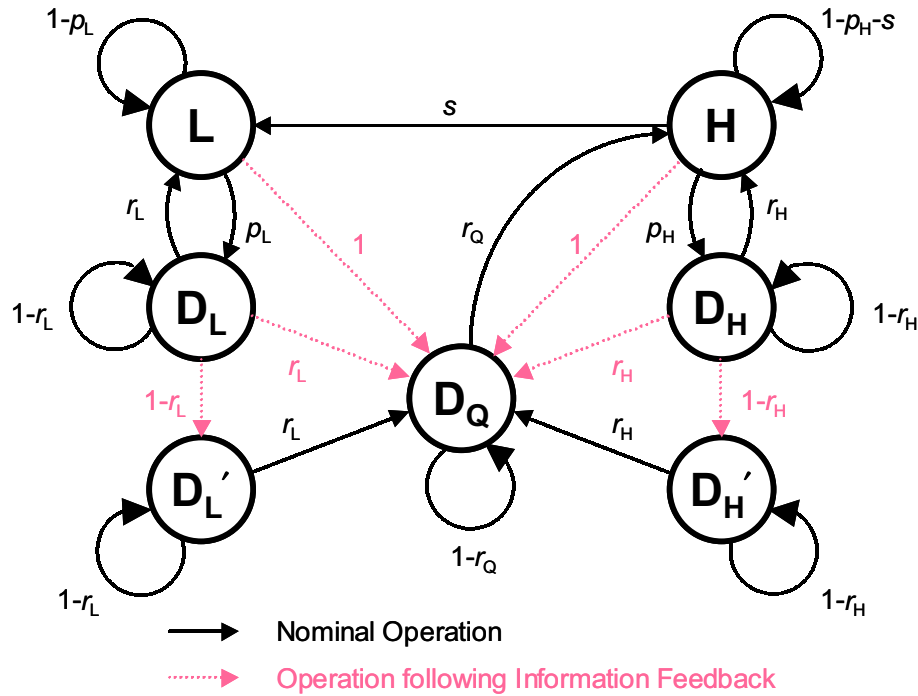 1-pL
1-pH-s
L
s
H
rL
pL
1
rQ
1
pH
rH
1-rL
DL
DH
1-rH
rL
rH
1-rL
DQ
1-rH
rL
rH
DL′
DH′
1-rQ
1-rL
1-rH
Nominal Operation
Operation following Information Feedback